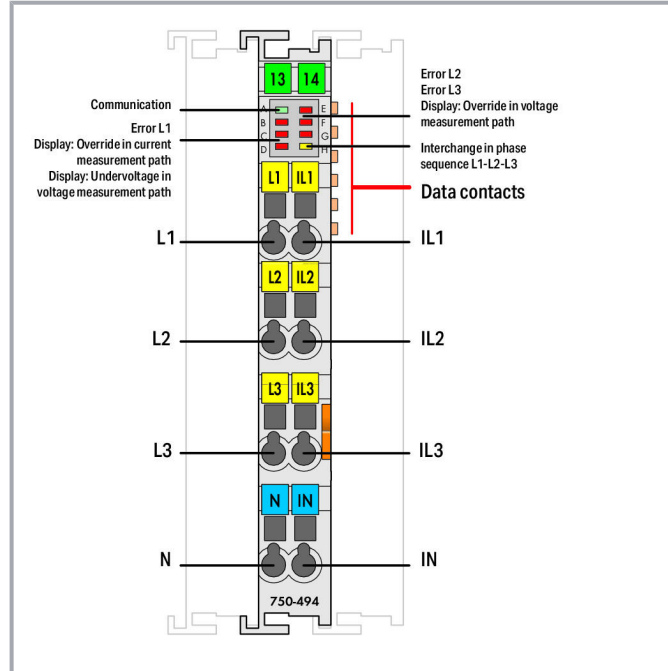 13 14
Communication
Error L1
Display: Override in current
measurement path
Display: Undervoltage in
voltage measurement path
A
B
C
D
E
F
G
H
Error L2
Error L3
Display: Override in voltage
measurement path
Interchange in phase
sequence L1-L2-L3
Data contacts
L1 IL1
L1
IL1
L2 IL2
L2
IL2
L3 IL3
L3
IL3
N IN
N
IN
750-494